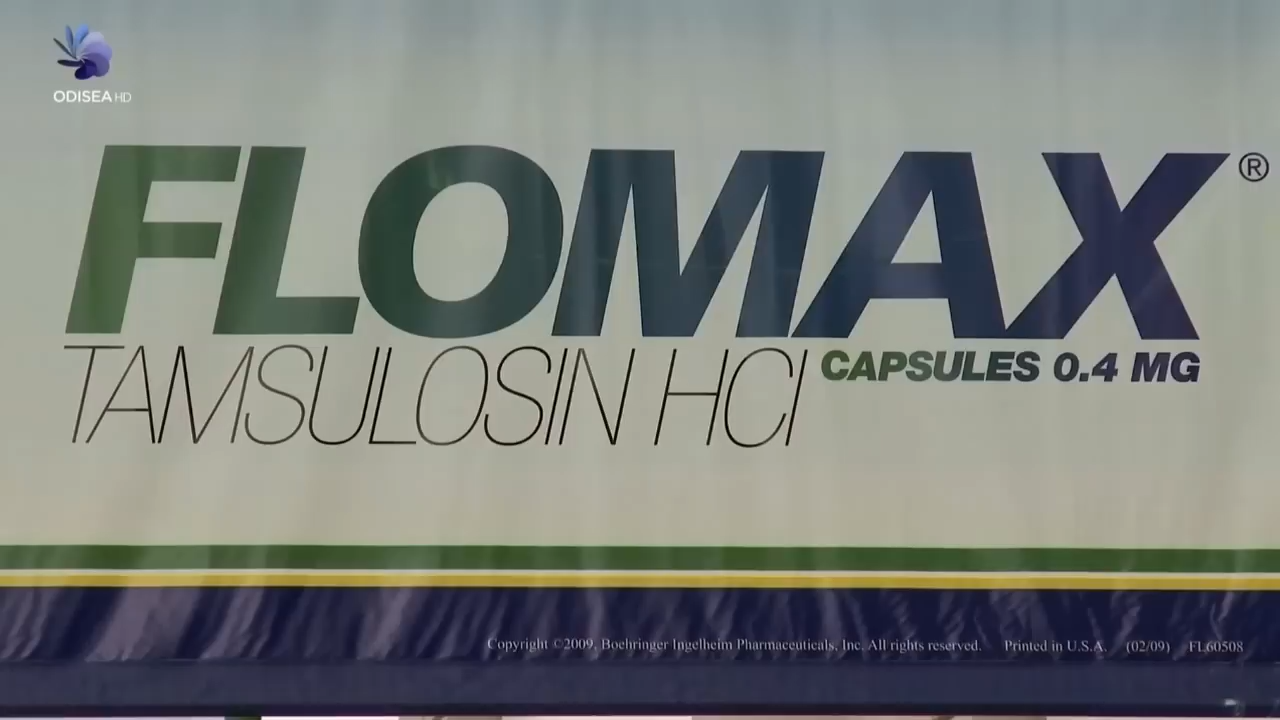 ODISEA HD
FLOMAX®
TAMSULOSIN HCl CAPSULES 0.4 MG
Copyright ©2009, Boehringer Ingelheim Pharmaceuticals, Inc. All rights reserved. Printed in U.S.A. (02/09) FL60508